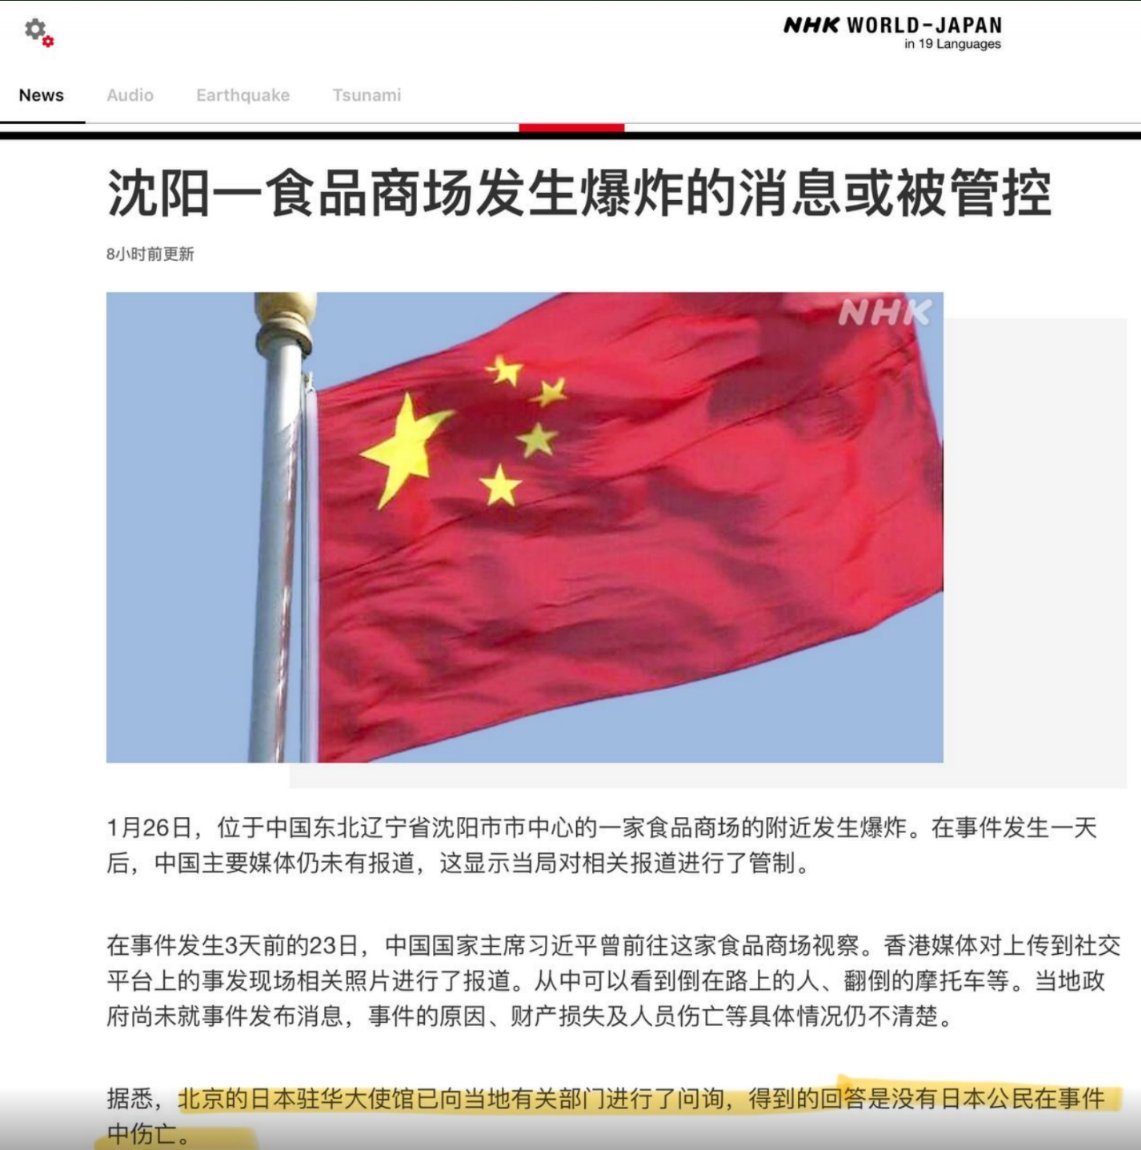 NHK WORLD-JAPAN
in 19 Languages
News Audio Earthquake Tsunami
沈阳一食品商场发生爆炸的消息或被管控
8小时前更新
NHK
1月26日，位于中国东北辽宁省沈阳市市中心的一家食品商场的附近发生爆炸。在事件发生一天
后，中国主要媒体仍未有报道，这显示当局对相关报道进行了管制。
在事件发生3天前的23日，中国国家主席习近平曾前往这家食品商场视察。香港媒体对上传到社交
平台上的事发现场相关照片进行了报道。从中可以看到倒在路上的人、翻倒的摩托车等。当地政
府尚未就事件发布消息，事件的原因、财产损失及人员伤亡等具体情况仍不清楚。
据悉，北京的日本驻华大使馆已向当地有关部门进行了问询，得到的回答是没有日本公民在事件
中伤亡。